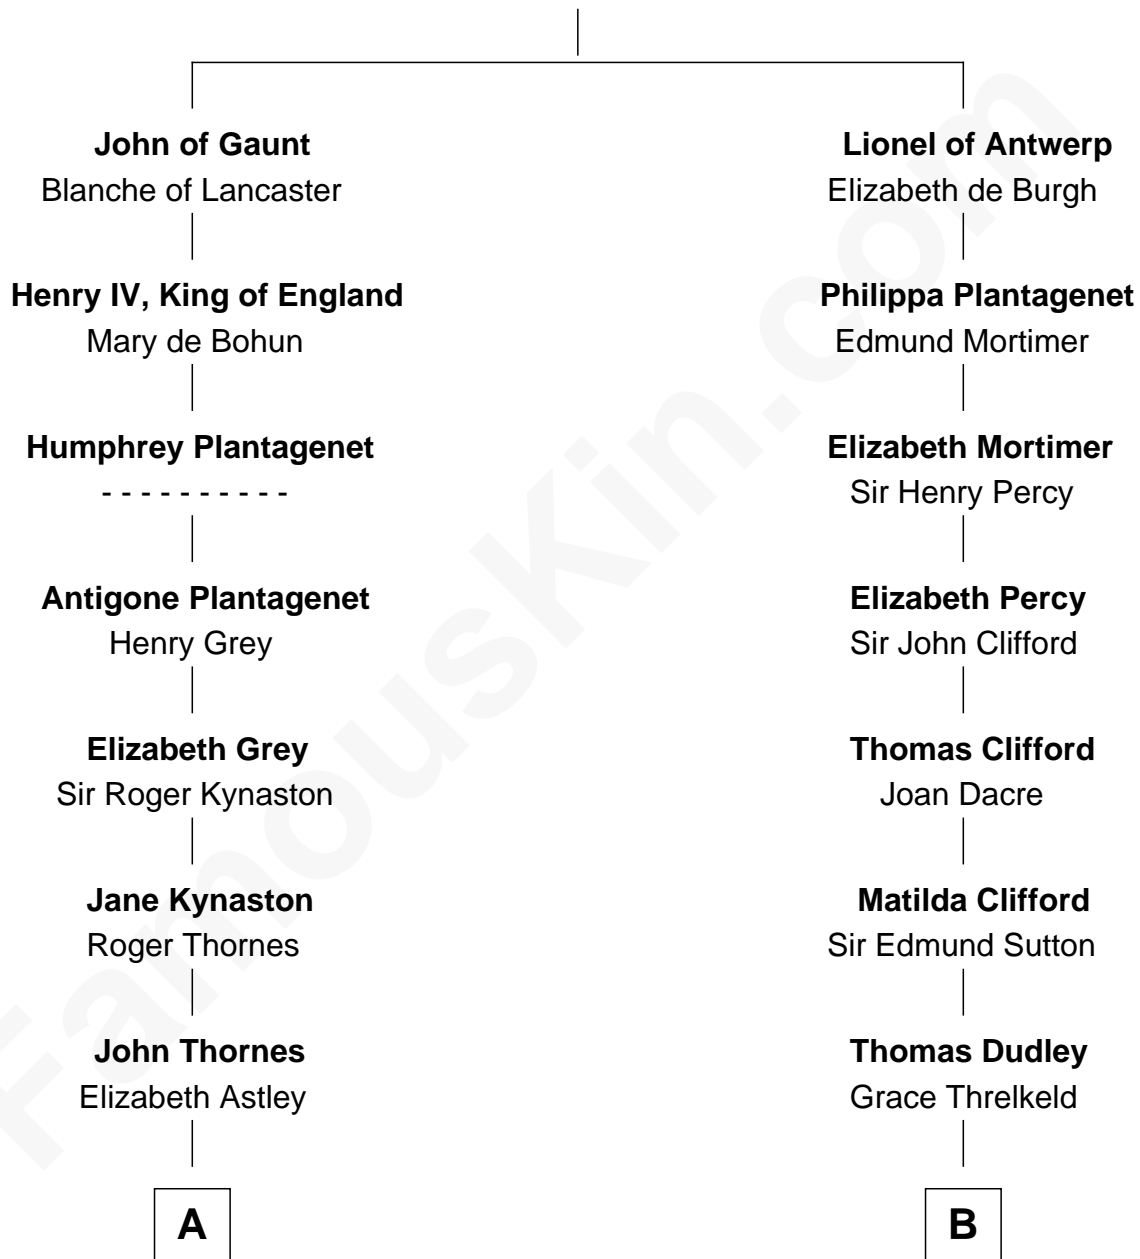 John of Gaunt
Blanche of Lancaster
Henry IV, King of England
Mary de Bohun
Humphrey Plantagenet
- - - - - - - - - -
Antigone Plantagenet
Henry Grey
Elizabeth Grey
Sir Roger Kynaston
Jane Kynaston
Roger Thornes
John Thornes
Elizabeth Astley
A
Lionel of Antwerp
Elizabeth de Burgh
Philippa Plantagenet
Edmund Mortimer
Elizabeth Mortimer
Sir Henry Percy
Elizabeth Percy
Sir John Clifford
Thomas Clifford
Joan Dacre
Matilda Clifford
Sir Edmund Sutton
Thomas Dudley
Grace Threlkeld
B
FamousKin.com